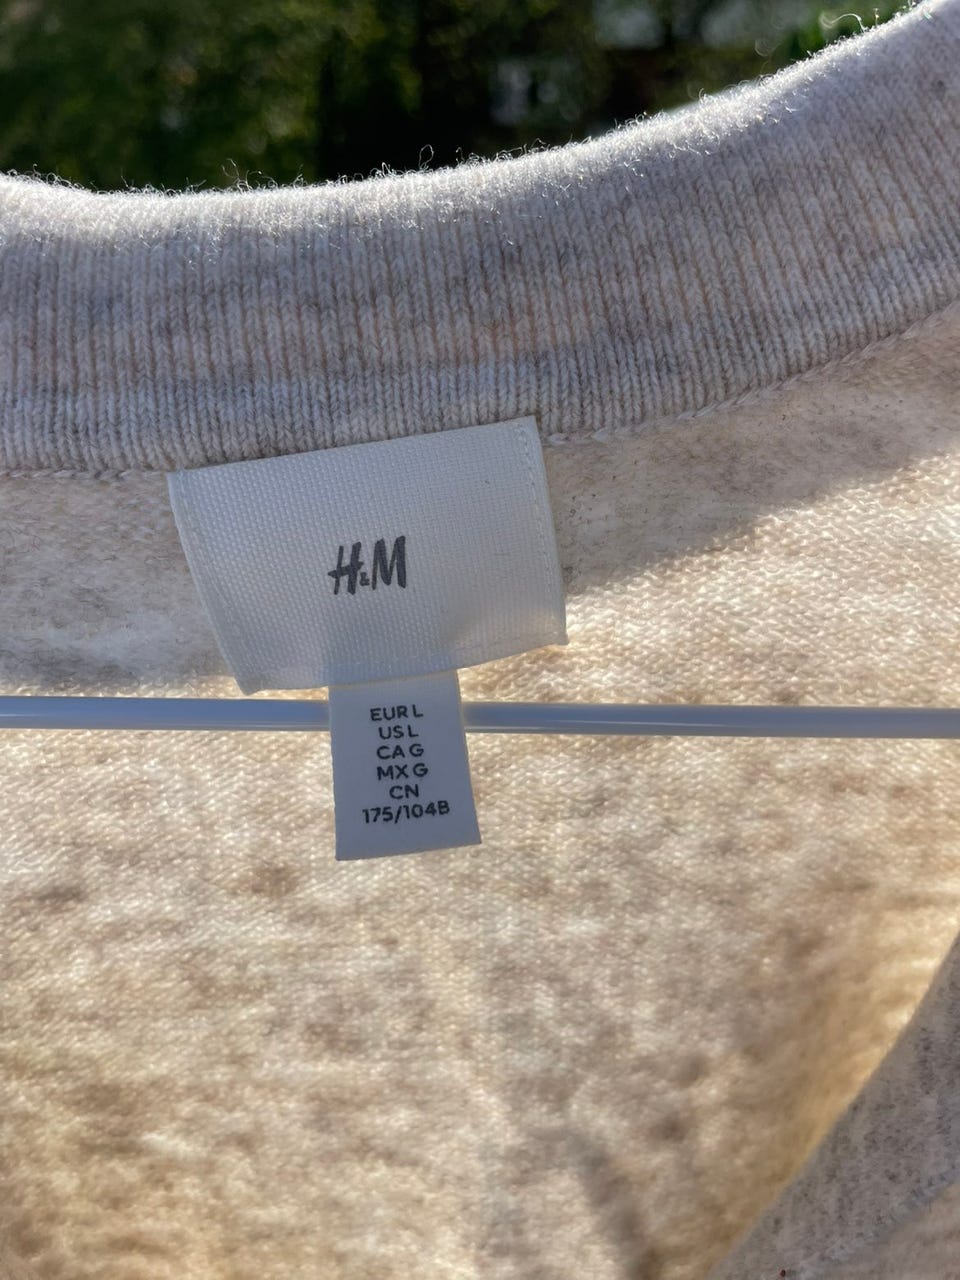 H&M
EUR L
US L
CA G
MX G
CN
175/104B